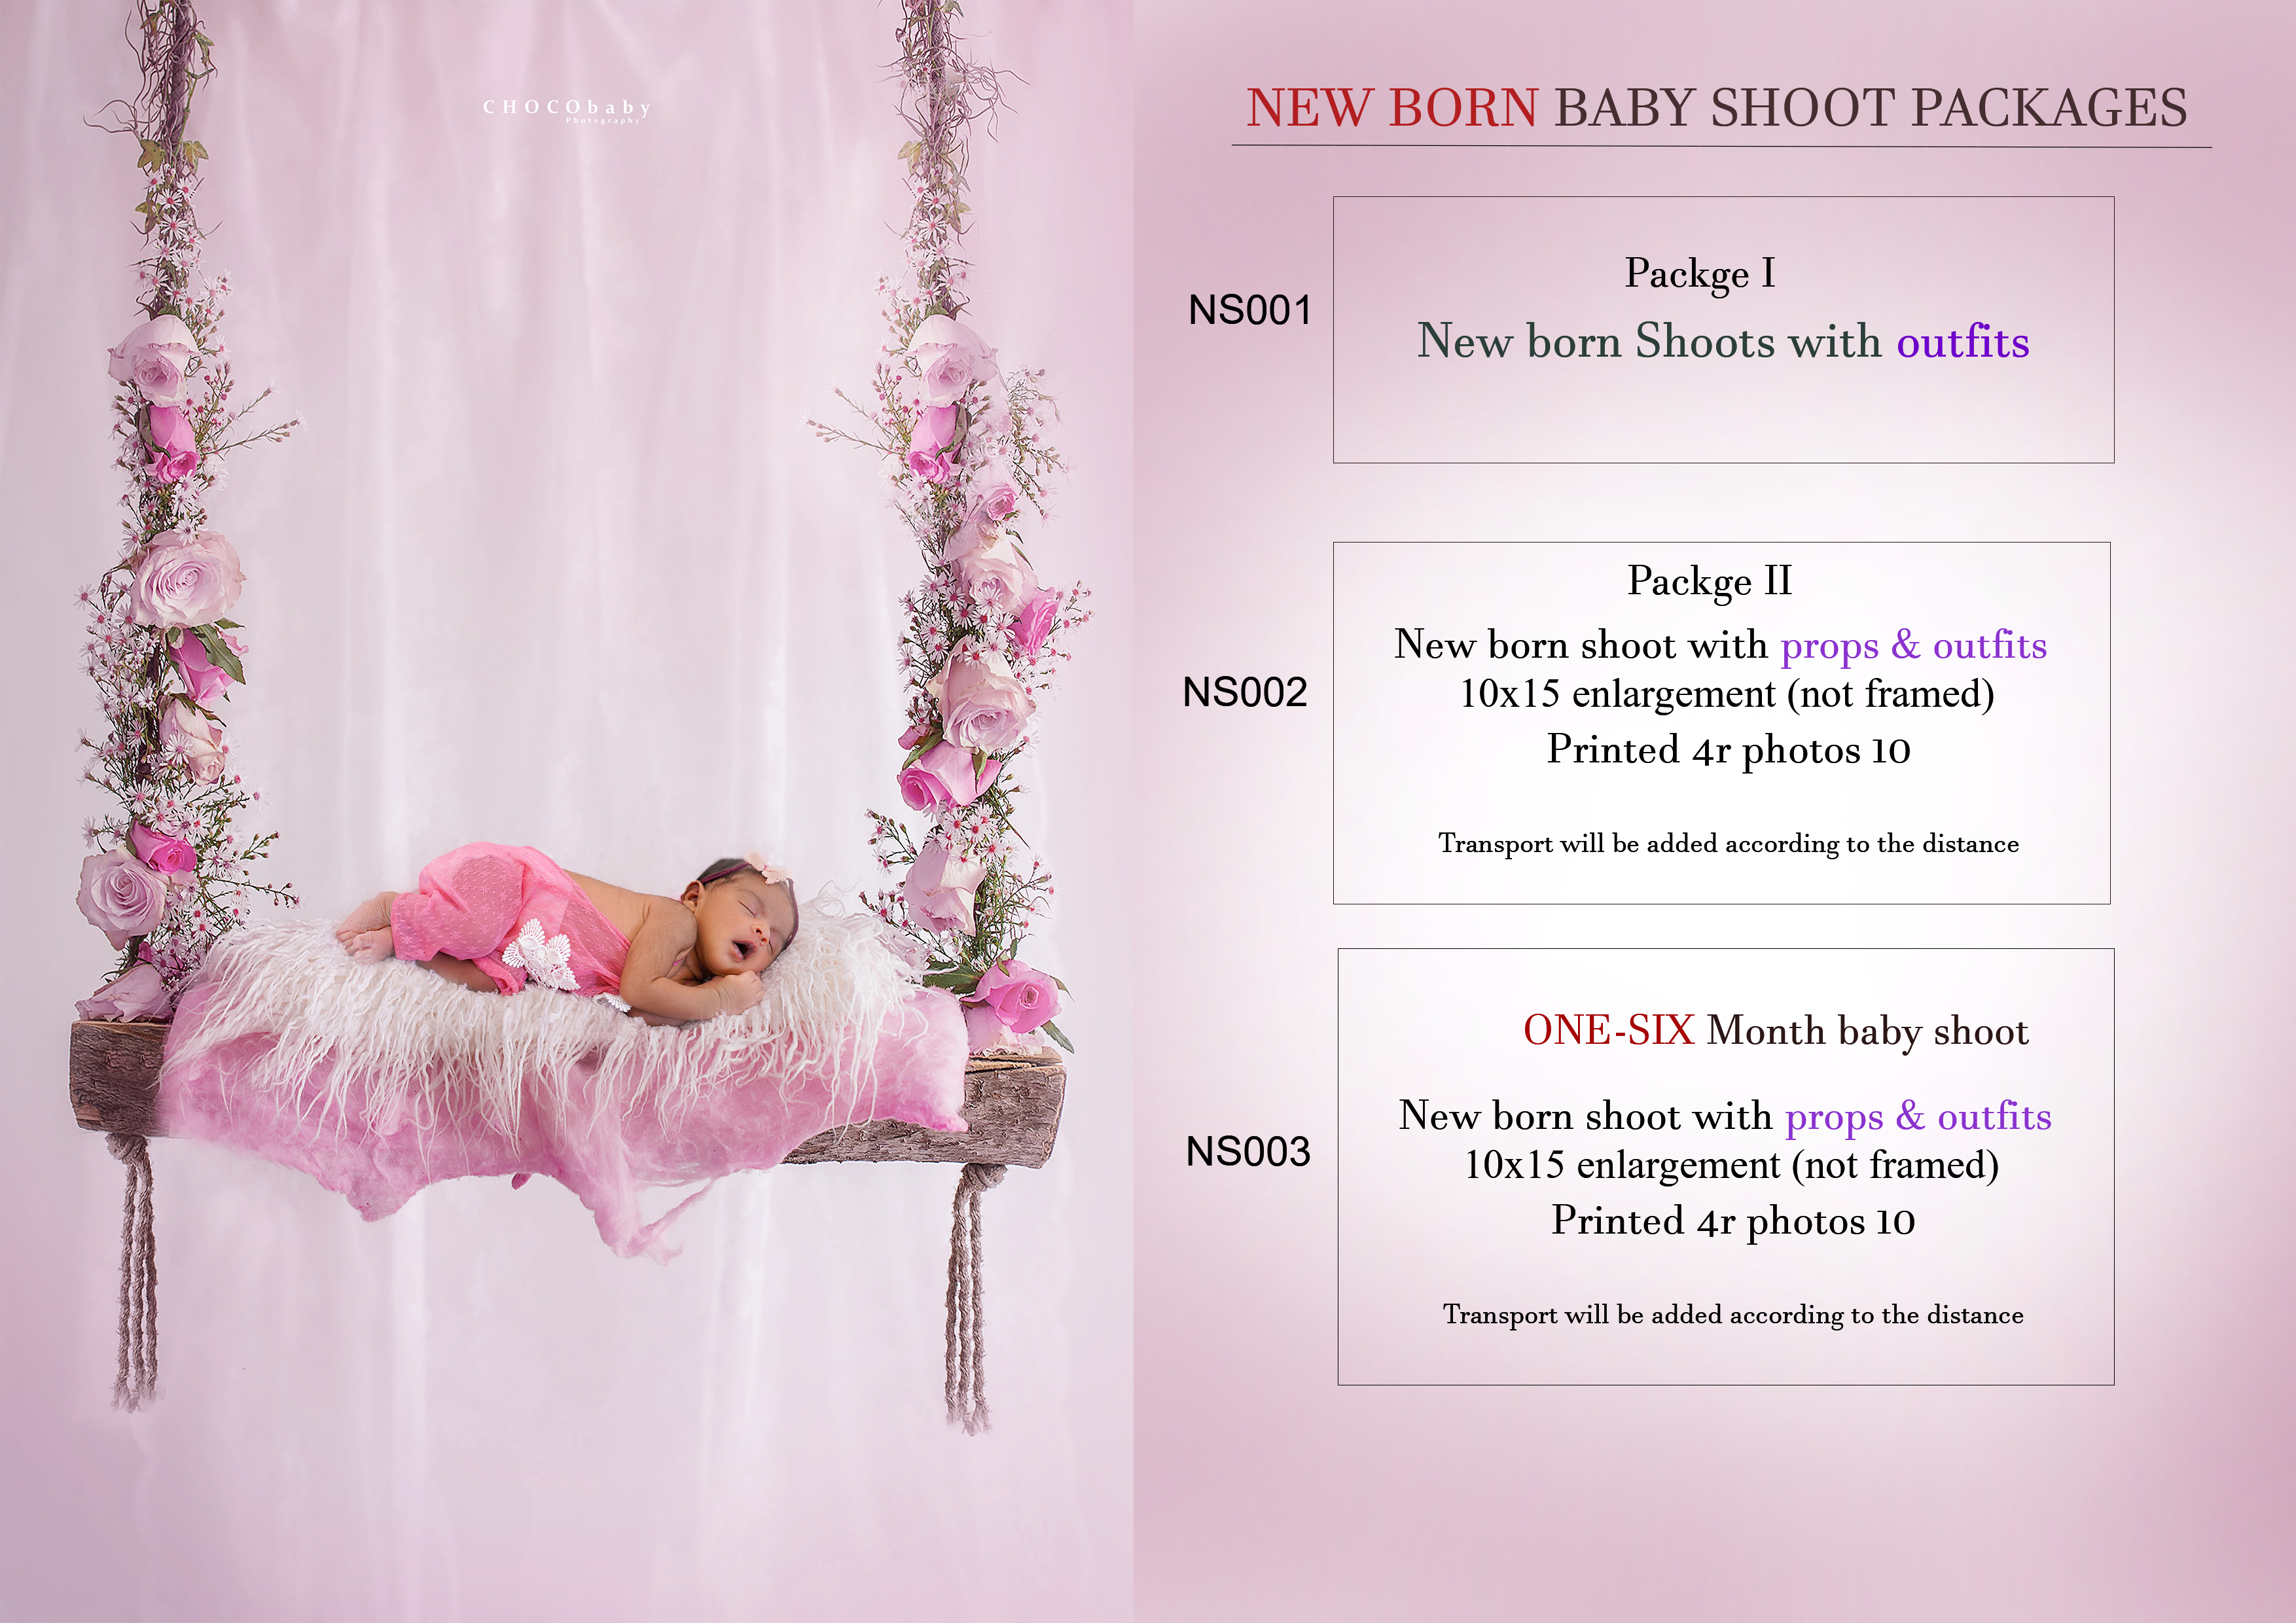 CHOCObaby
Photography
NEW BORN BABY SHOOT PACKAGES
NS001
Packge I
New born Shoots with outfits
NS002
Packge II
New born shoot with props & outfits
10x15 enlargement (not framed)
Printed 4r photos 10
Transport will be added according to the distance
NS003
ONE-SIX Month baby shoot
New born shoot with props & outfits
10x15 enlargement (not framed)
Printed 4r photos 10
Transport will be added according to the distance